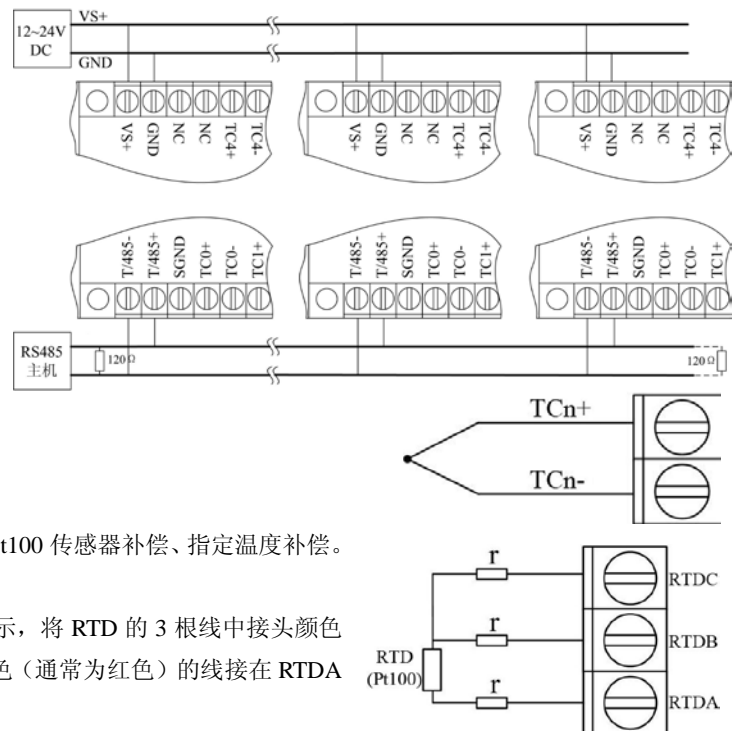 VS+
12~24V
DC
GND
VS+ GND NC NC TC4+ TC4-
VS+ GND NC NC TC4+ TC4-
VS+ GND NC NC TC4+ TC4-
T/485- T/485+ SGND TC0+ TC0- TC1+
T/485- T/485+ SGND TC0+ TC0- TC1+
T/485- T/485+ SGND TC0+ TC0- TC1+
RS485
主机
120Ω
120Ω
TCn+
TCn-
t100 传感器补偿、指定温度补偿。
示，将 RTD 的 3 根线中接头颜色
色（通常为红色）的线接在 RTDA
r
RTDC
r
RTDB
RTD
(Pt100)
r
RTDA